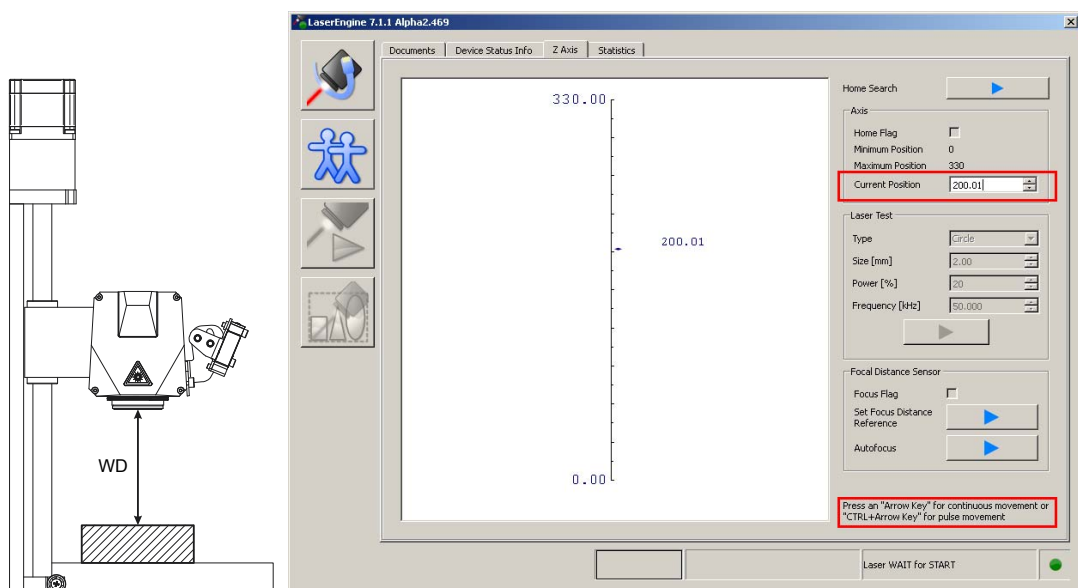 WD
LaserEngine 7.1.1 Alpha2.469
Documents
Device Status Info
Z Axis
Statistics
330.00
200.01
0.00
Home Search
Axis
Home Flag
Minimum Position 0
Maximum Position 330
Current Position 200.01
Laser Test
Type Circle
Size [mm] 2.00
Power [%] 20
Frequency [kHz] 50.000
Focal Distance Sensor
Focus Flag
Set Focus Distance
Reference
Autofocus
Press an "Arrow Key" for continuous movement or
"CTRL+Arrow Key" for pulse movement
Laser WAIT for START